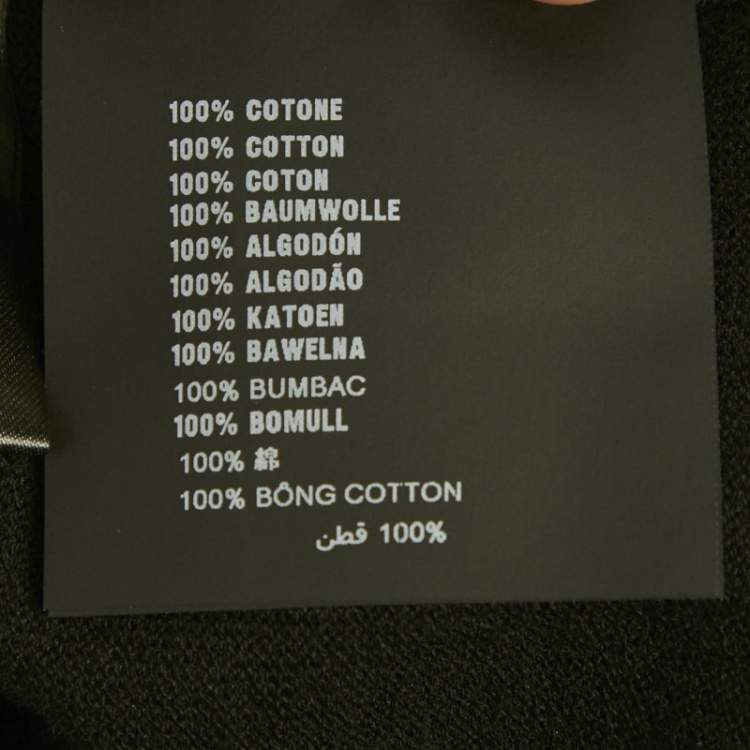 100% COTONE
100% COTTON
100% COTON
100% BAUMWOLLE
100% ALGODÓN
100% ALGODÃO
100% KATOEN
100% BAWELNA
100% BUMBAC
100% BOMULL
100% 綿
100% BÔNG COTTON
100% قطن